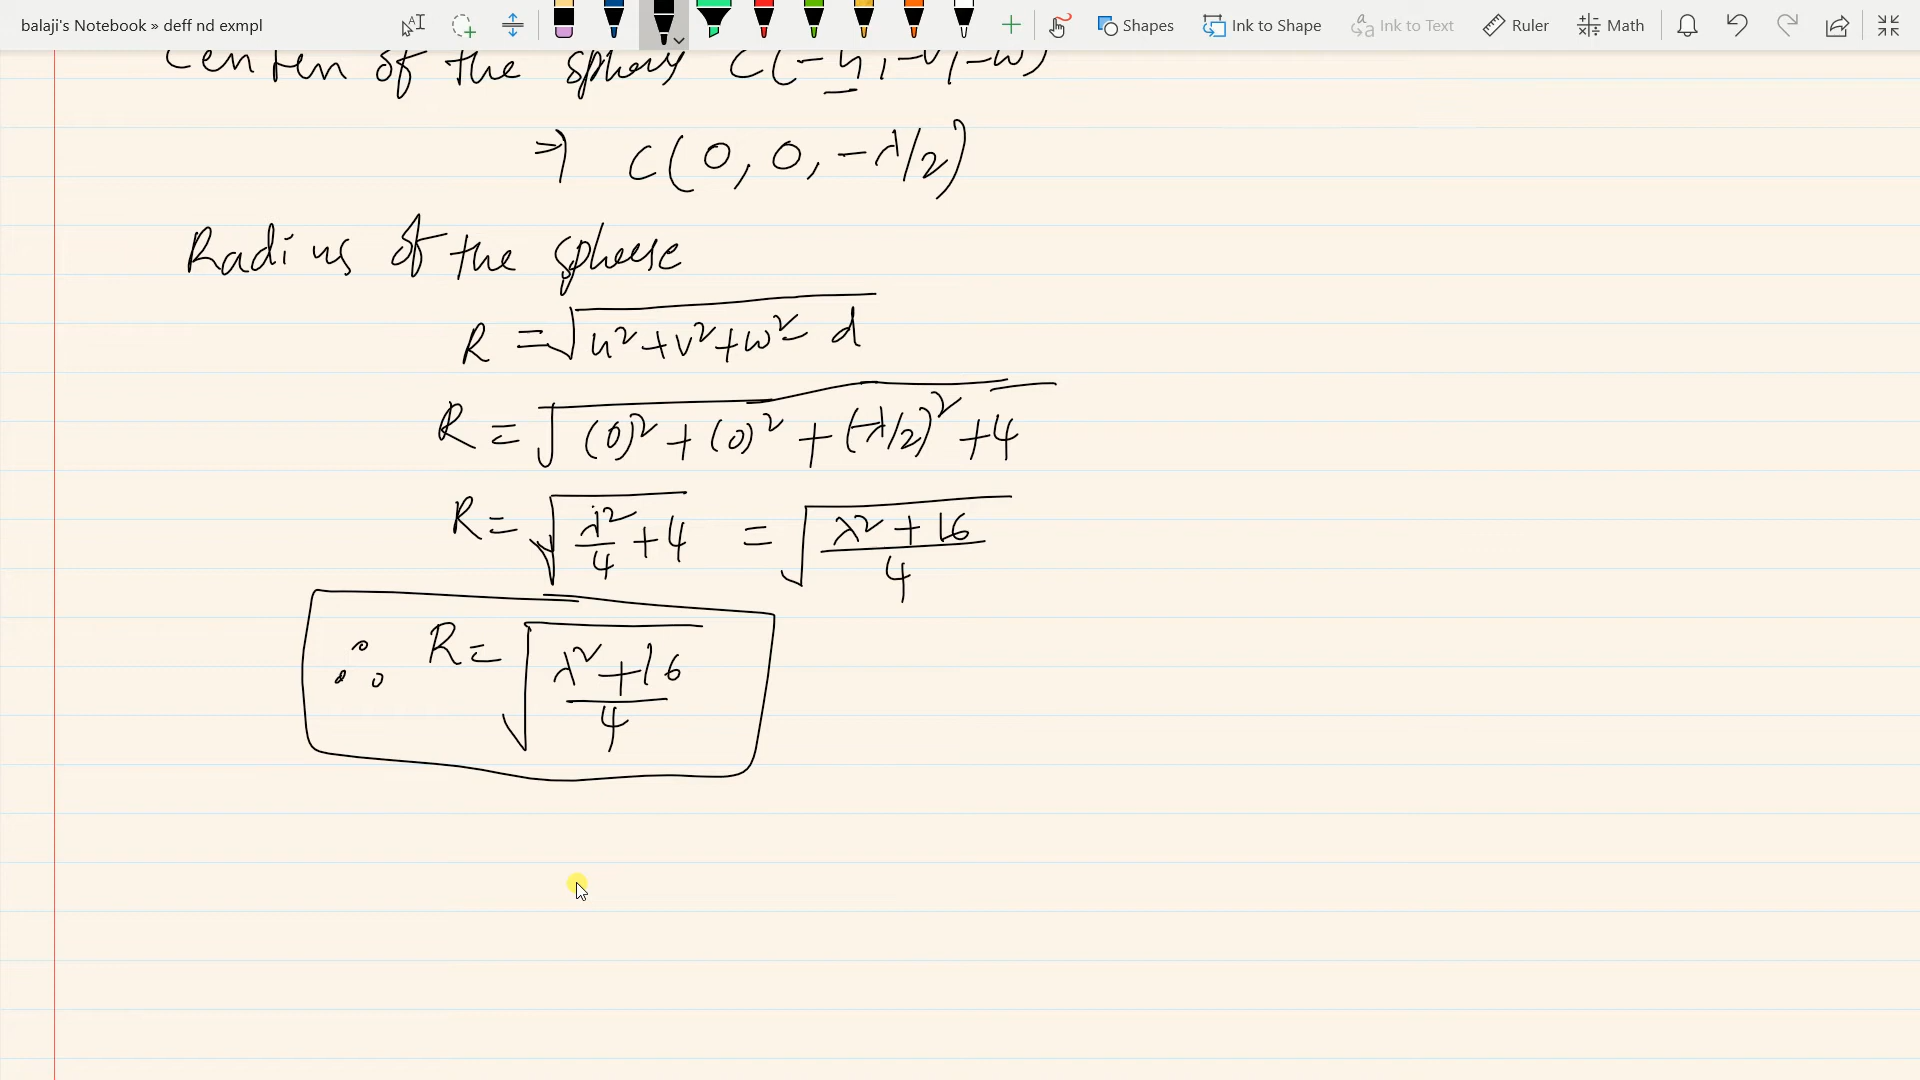 balaji's Notebook » deff nd exmpl Shapes Ink to Shape Ink to Text Ruler Math
Center of the sphere C(-u, -v, -w)
⇒ C(0, 0, -λ/2)
Radius of the sphere
R = √(u² + v² + w² - d)
R = √((0)² + (0)² + (-λ/2)² + 4)
R = √(λ²/4 + 4) = √((λ² + 16)/4)
∴ R = √((λ² + 16)/4)